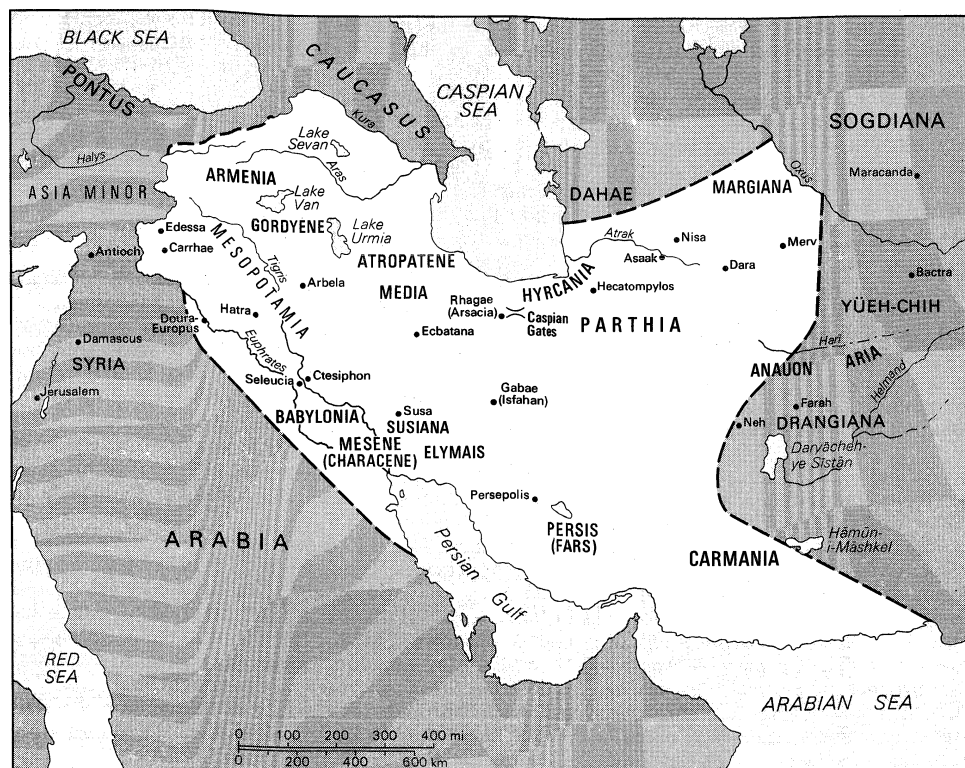 BLACK SEA
CAUCASUS
CASPIAN
SEA
PONTUS
SOGDIANA
Kura
Lake
Sevan
Halys
Aras
Oxus
Maracanda
ASIA MINOR
ARMENIA
DAHAE
MARGIANA
Lake
Van
GORDYENE
Lake
Urmia
Edessa
Carrhae
Antioch
MESOPOTAMIA
Tigris
ATROPATENE
Atrak
Nisa
Merv
Asaak
Dara
Bactra
Arbela
MEDIA
HYRCANIA
Hecatompylos
Rhagae
(Arsacia)
Caspian
Gates
PARTHIA
YÜEH-CHIH
Hatra
Doura-
Europus
Ecbatana
Damascus
SYRIA
Euphrates
Hari
ARIA
ANAUON
Helmand
Seleucia
Ctesiphon
Jerusalem
Gabae
(Isfahan)
Farah
BABYLONIA
Susa
SUSIANA
Neh
DRANGIANA
MESENE
(CHARACENE)
ELYMAIS
Daryācheh-
ye Sīstān
Persepolis
ARABIA
Persian Gulf
PERSIS
(FARS)
CARMANIA
Hāmūn-
i-Māshkel
RED
SEA
ARABIAN SEA
0 100 200 300 400 mi
0 200 400 600 km